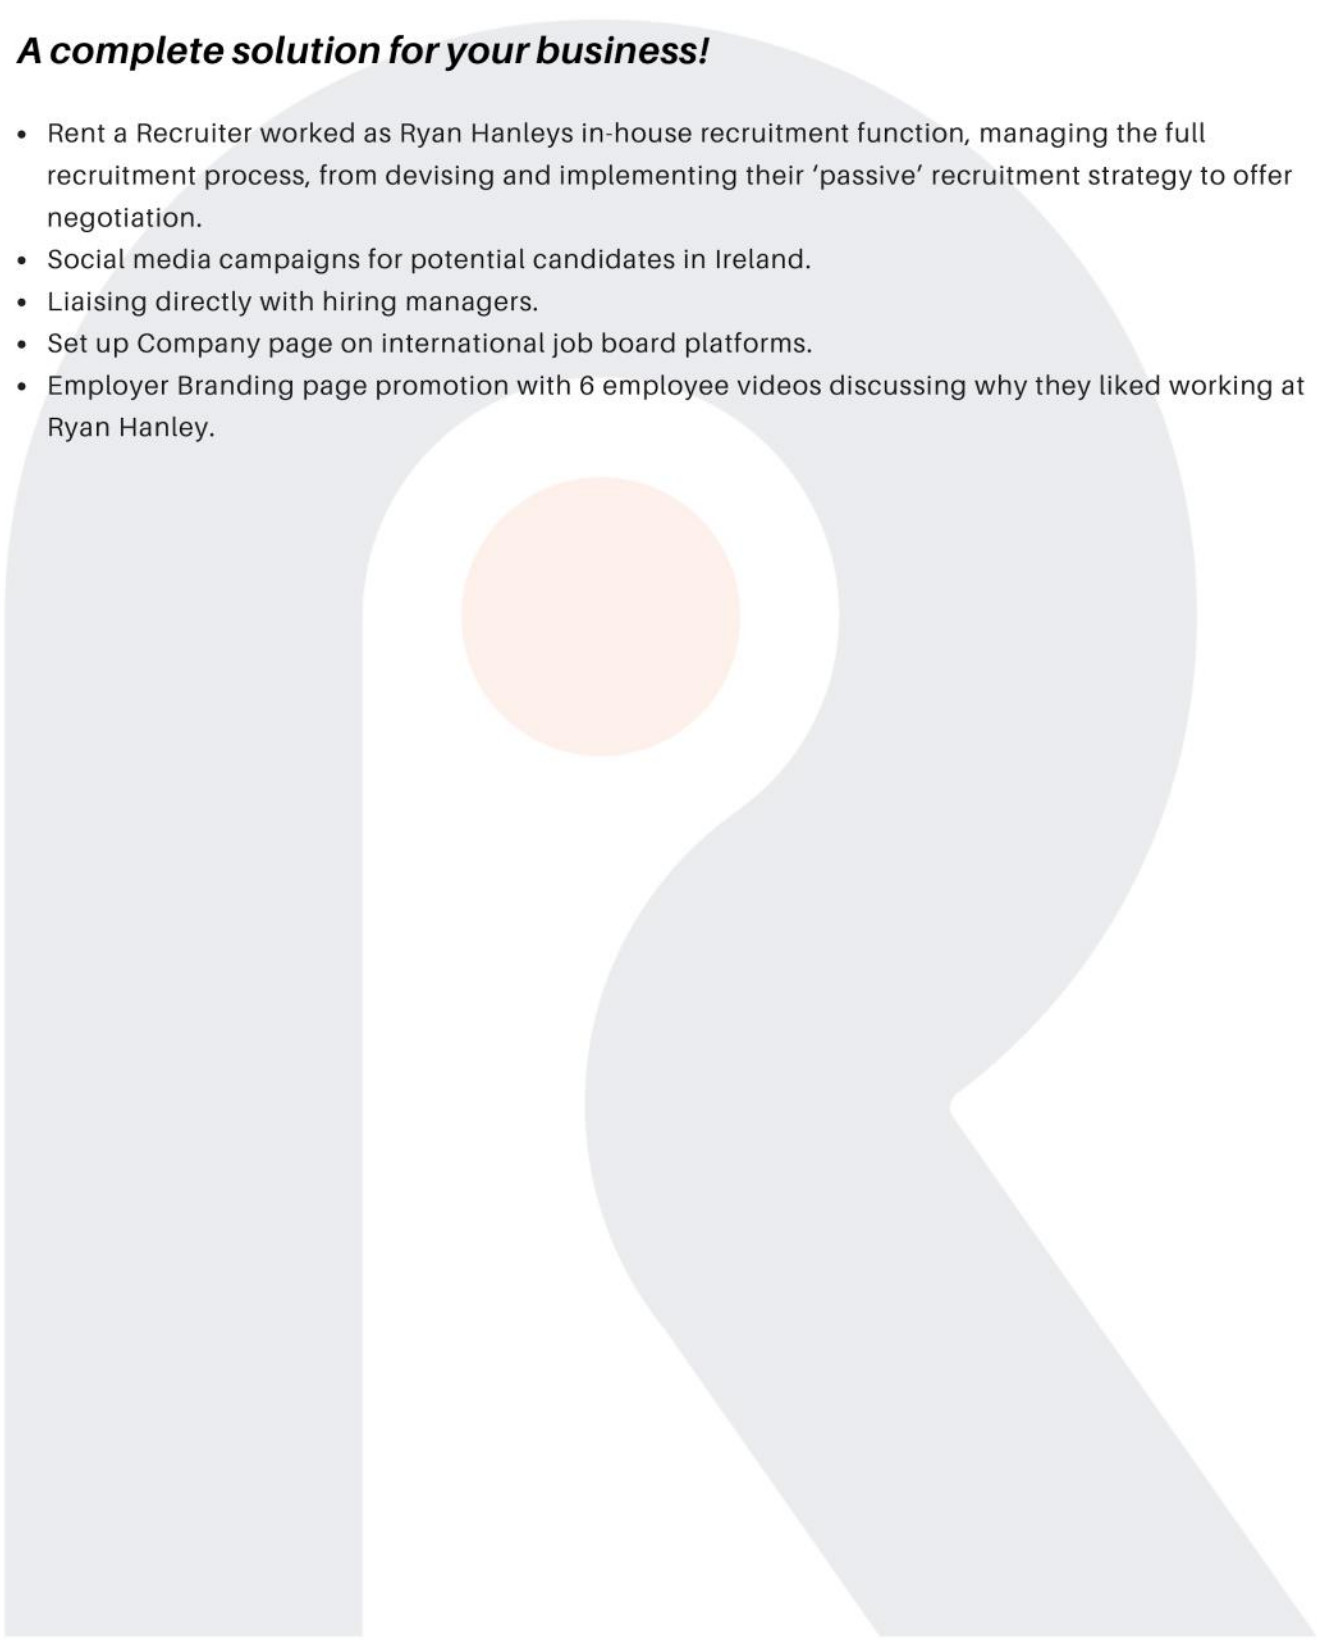 A complete solution for your business!
• Rent a Recruiter worked as Ryan Hanleys in-house recruitment function, managing the full
recruitment process, from devising and implementing their ‘passive’ recruitment strategy to offer
negotiation.
• Social media campaigns for potential candidates in Ireland.
• Liaising directly with hiring managers.
• Set up Company page on international job board platforms.
• Employer Branding page promotion with 6 employee videos discussing why they liked working at
Ryan Hanley.